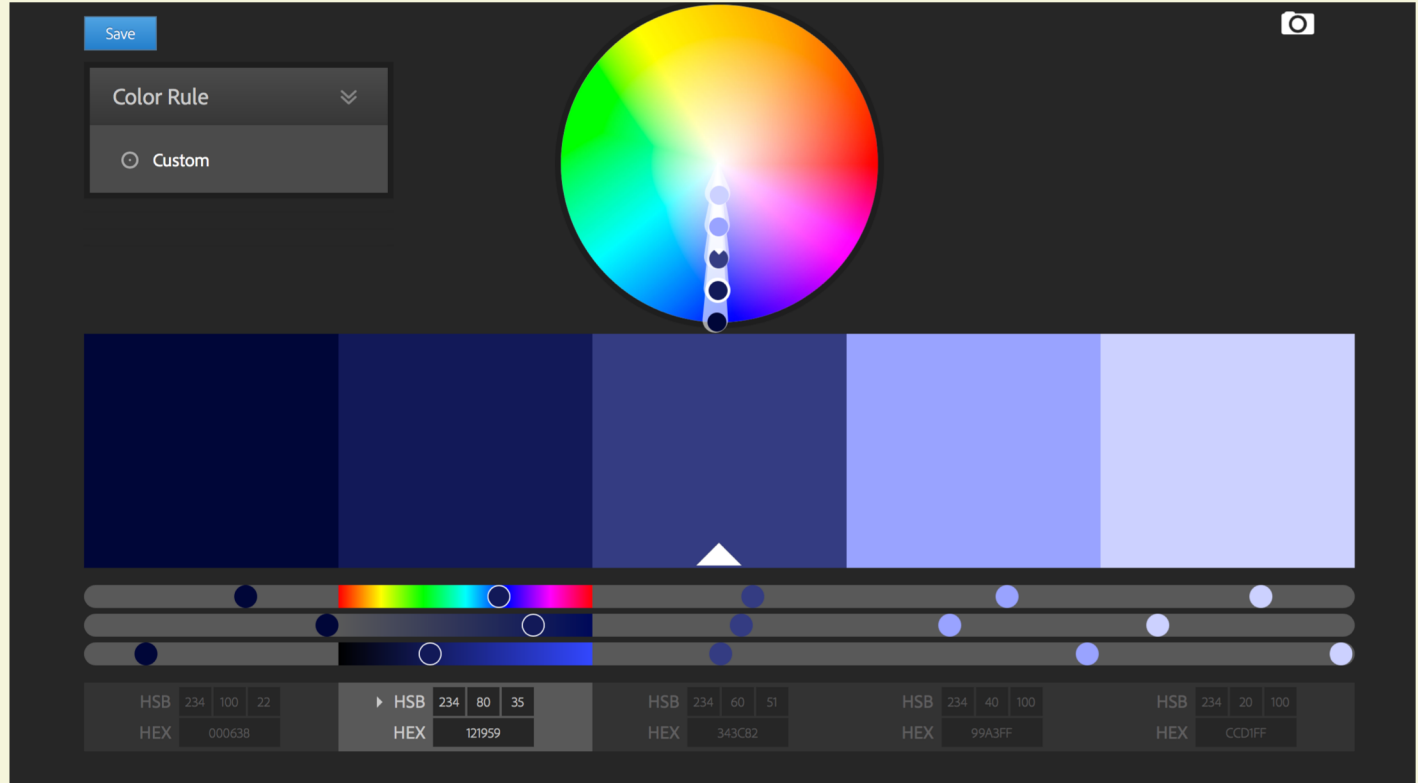 Save
Color Rule
Custom
HSB 234 100 22
HEX 000638
HSB 234 80 35
HEX 121959
HSB 234 60 51
HEX 343C82
HSB 234 40 100
HEX 99A3FF
HSB 234 20 100
HEX CCD1FF